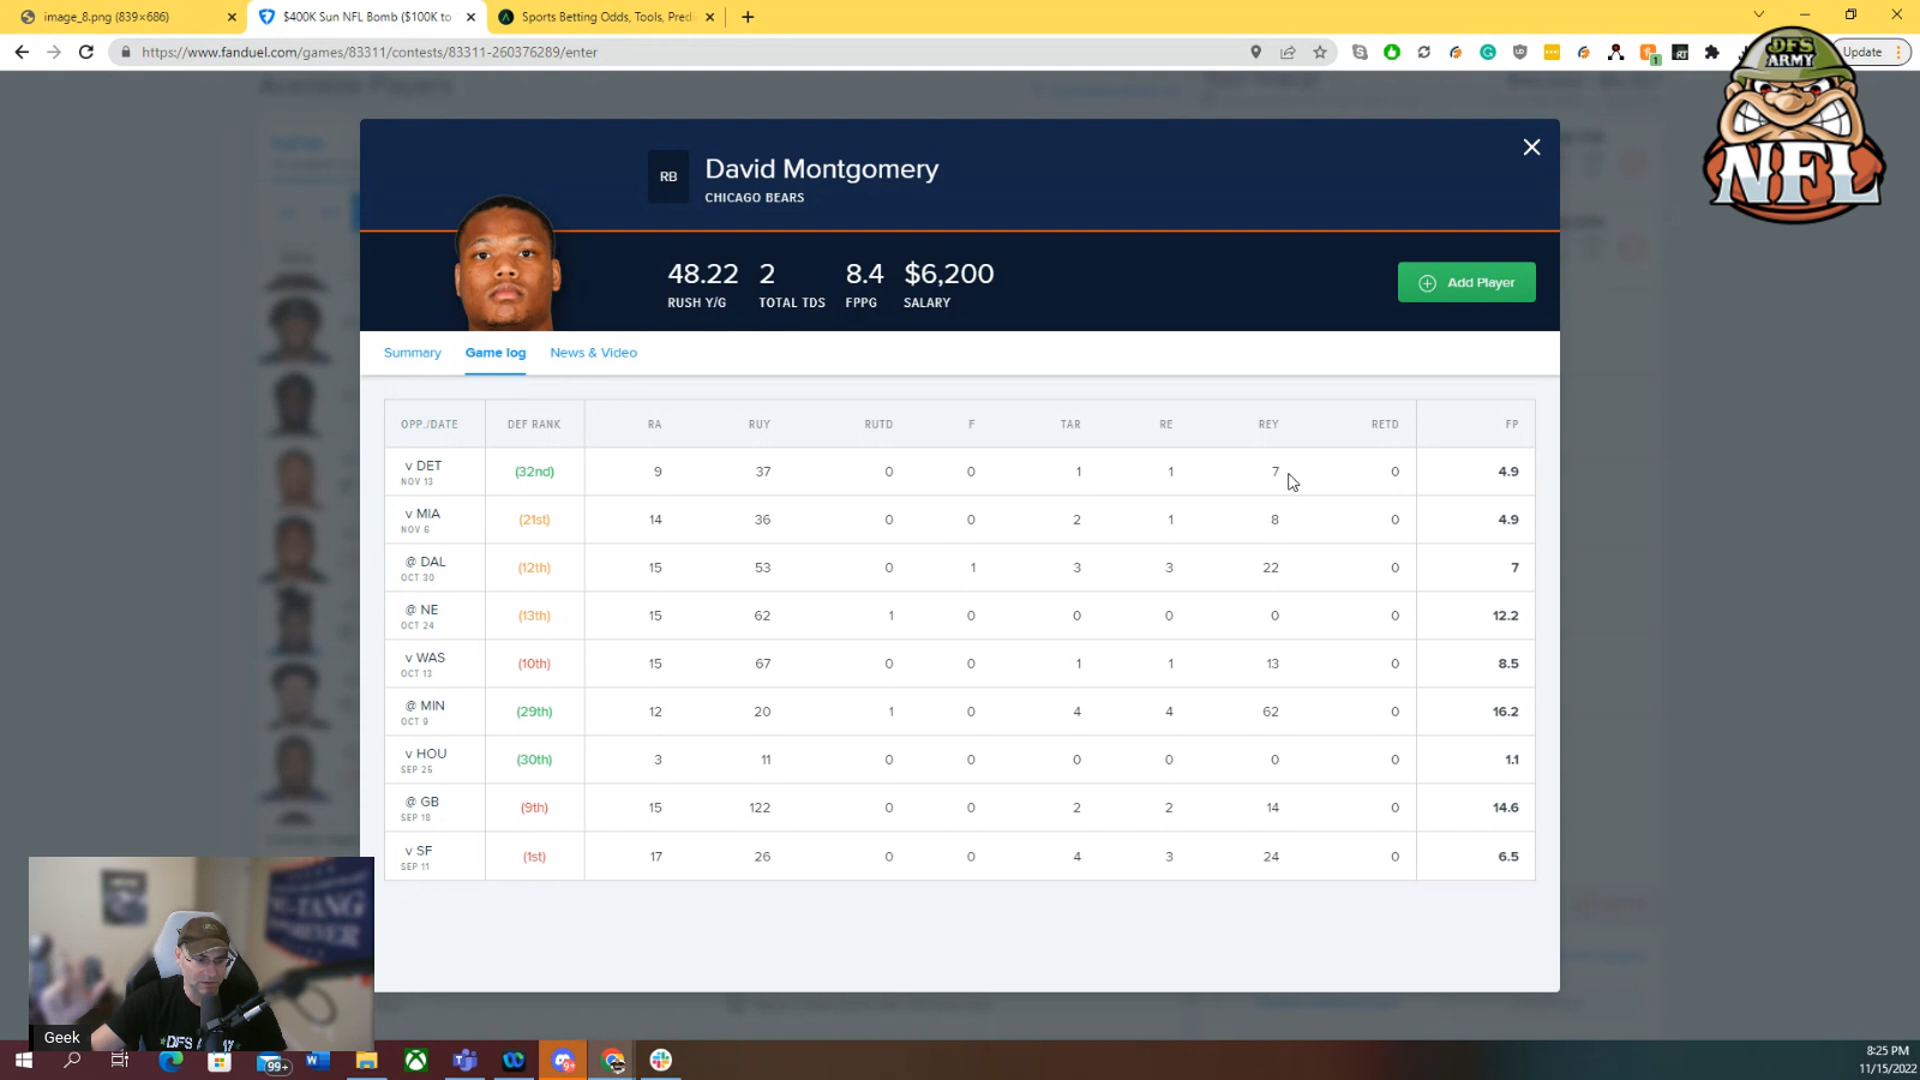 image_8.png (839×686)
$400K Sun NFL Bomb ($100K to
Sports Betting Odds, Tools, Predi
https://www.fanduel.com/games/83311/contests/83311-260376289/enter
Update
DFS
ARMY
NFL
Available Players
RB
David Montgomery
CHICAGO BEARS
48.22 2 8.4 $6,200
RUSH Y/G TOTAL TDS FPPG SALARY
Add Player
Summary Game log News & Video
OPP./DATE DEF RANK RA RUY RUTD F TAR RE REY RETD FP
v DET (32nd) 9 37 0 0 1 1 7 0 4.9
NOV 13
v MIA (21st) 14 36 0 0 2 1 8 0 4.9
NOV 6
@ DAL (12th) 15 53 0 1 3 3 22 0 7
OCT 30
@ NE (13th) 15 62 1 0 0 0 0 0 12.2
OCT 24
v WAS (10th) 15 67 0 0 1 1 13 0 8.5
OCT 13
@ MIN (29th) 12 20 1 0 4 4 62 0 16.2
OCT 9
v HOU (30th) 3 11 0 0 0 0 0 0 1.1
SEP 25
@ GB (9th) 15 122 0 0 2 2 14 0 14.6
SEP 18
v SF (1st) 17 26 0 0 4 3 24 0 6.5
SEP 11
Geek
99+
8:25 PM
11/15/2022